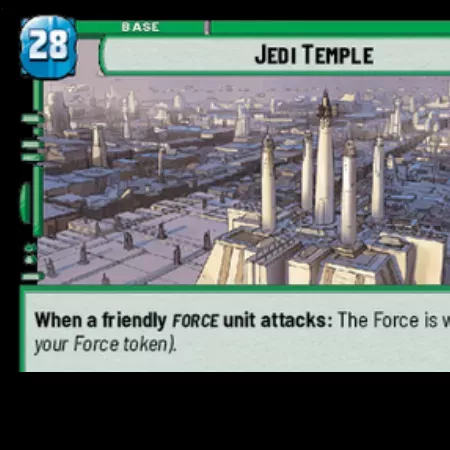 BASE
28
JEDI TEMPLE
When a friendly FORCE unit attacks: The Force is
your Force token).